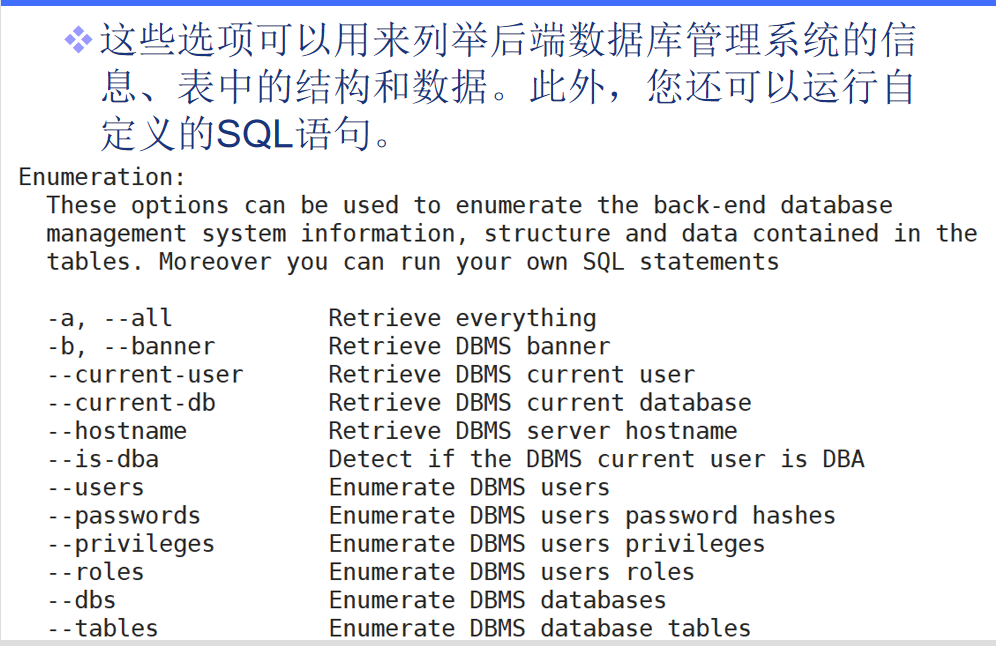 这些选项可以用来列举后端数据库管理系统的信
息、表中的结构和数据。此外，您还可以运行自
定义的SQL语句。
Enumeration:
These options can be used to enumerate the back-end database
management system information, structure and data contained in the
tables. Moreover you can run your own SQL statements
-a, --all Retrieve everything
-b, --banner Retrieve DBMS banner
--current-user Retrieve DBMS current user
--current-db Retrieve DBMS current database
--hostname Retrieve DBMS server hostname
--is-dba Detect if the DBMS current user is DBA
--users Enumerate DBMS users
--passwords Enumerate DBMS users password hashes
--privileges Enumerate DBMS users privileges
--roles Enumerate DBMS users roles
--dbs Enumerate DBMS databases
--tables Enumerate DBMS database tables